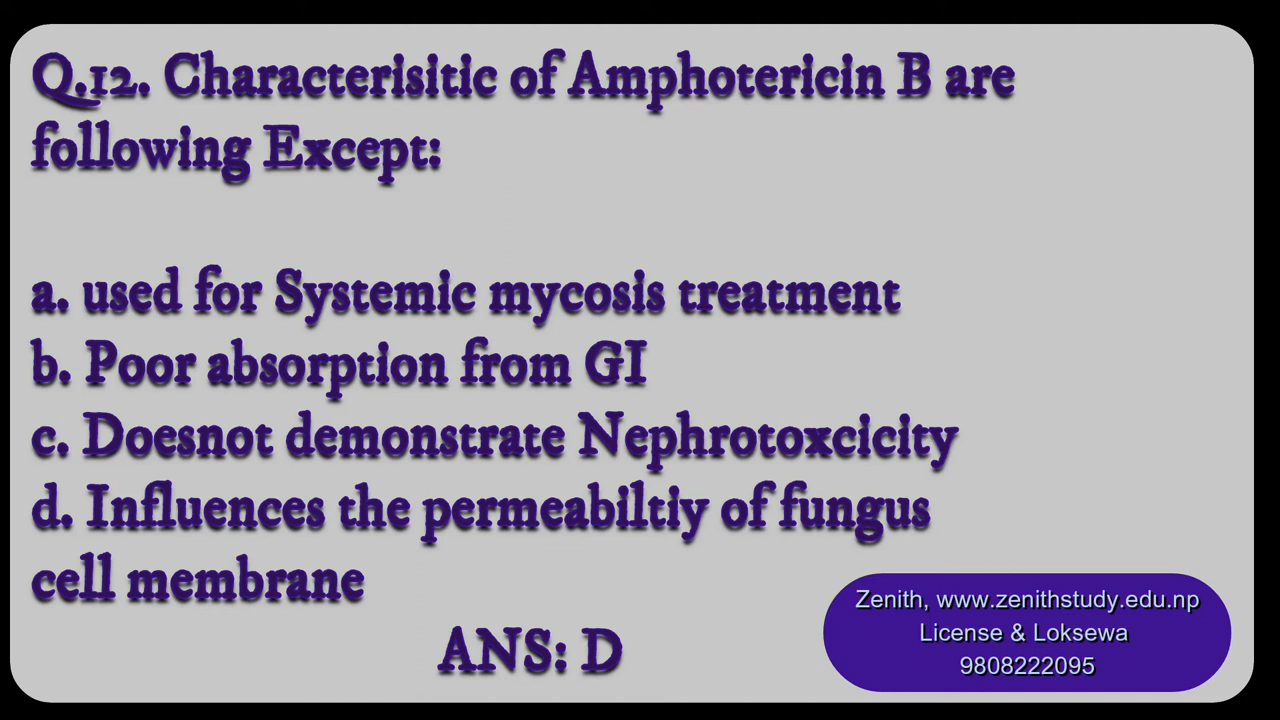 Q.12. Characterisitic of Amphotericin B are
following Except:
a. used for Systemic mycosis treatment
b. Poor absorption from GI
c. Doesnot demonstrate Nephrotoxcicity
d. Influences the permeabiltiy of fungus
cell membrane
ANS: D
Zenith, www.zenithstudy.edu.np
License & Loksewa
9808222095